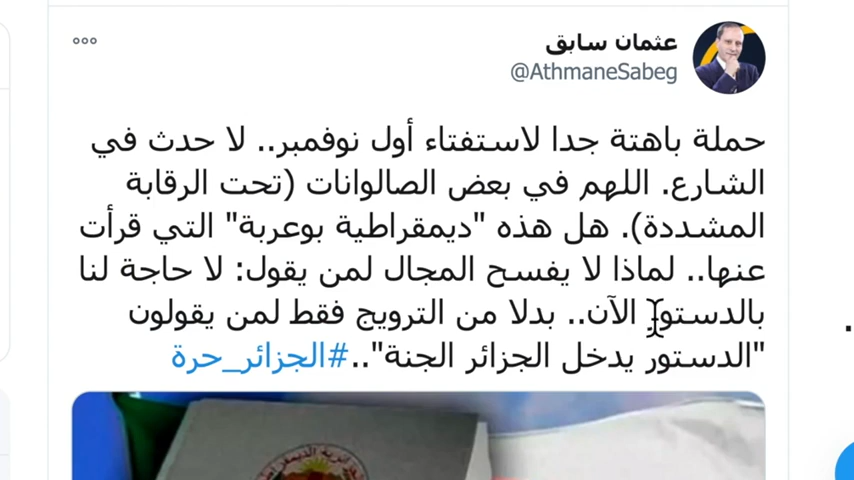 عثمان سابق
@AthmaneSabeg
حملة باهتة جدا لاستفتاء أول نوفمبر.. لا حدث في
الشارع. اللهم في بعض الصالوانات (تحت الرقابة
المشددة). هل هذه "ديمقراطية بوعربة" التي قرأت
عنها.. لماذا لا يفسح المجال لمن يقول: لا حاجة لنا
بالدستور الآن.. بدلا من الترويج فقط لمن يقولون
"الدستور يدخل الجزائر الجنة"..#الجزائر_حرة